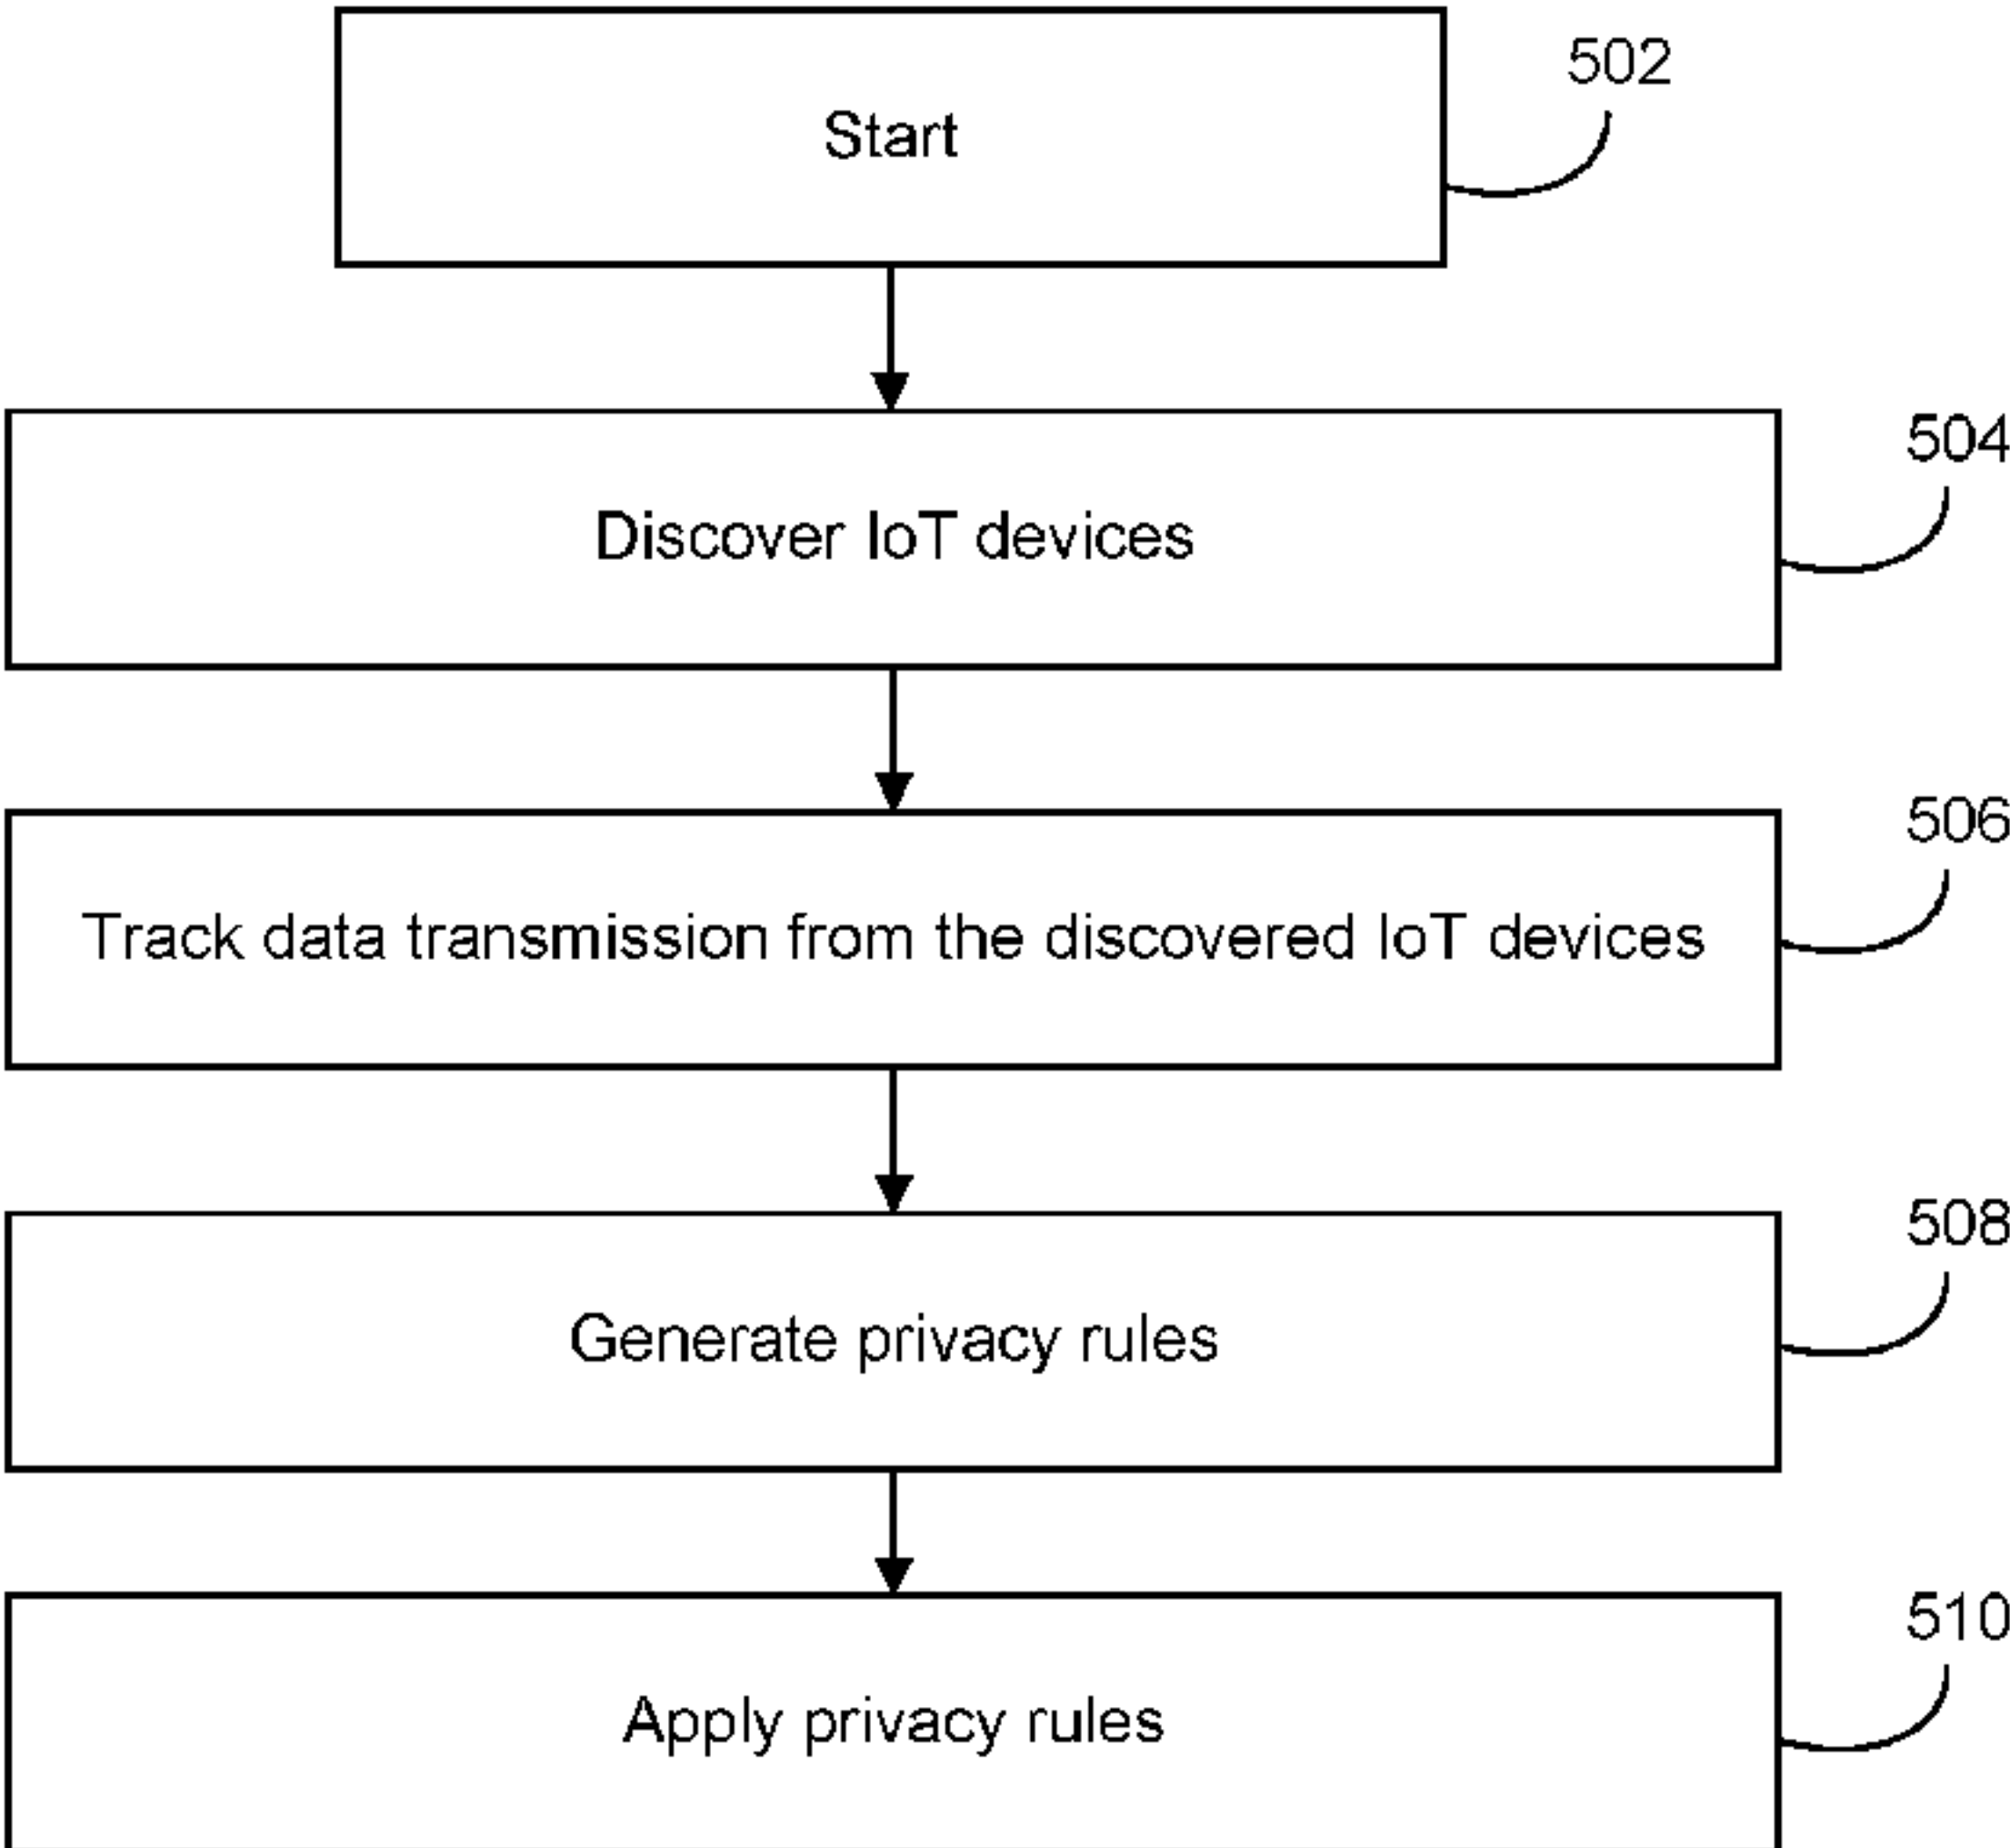 502
Start
504
Discover IoT devices
506
Track data transmission from the discovered IoT devices
508
Generate privacy rules
510
Apply privacy rules